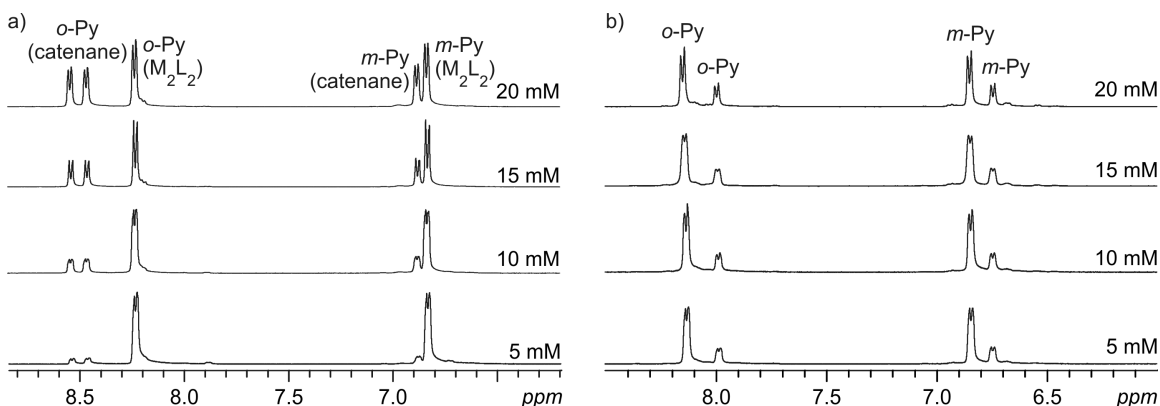 a)
o-Py
(catenane)
o-Py
(M2L2)
m-Py
(catenane)
m-Py
(M2L2)
20 mM
15 mM
10 mM
5 mM
8.5 8.0 7.5 7.0 ppm
b)
o-Py
o-Py
m-Py
m-Py
20 mM
15 mM
10 mM
5 mM
8.0 7.5 7.0 6.5 ppm